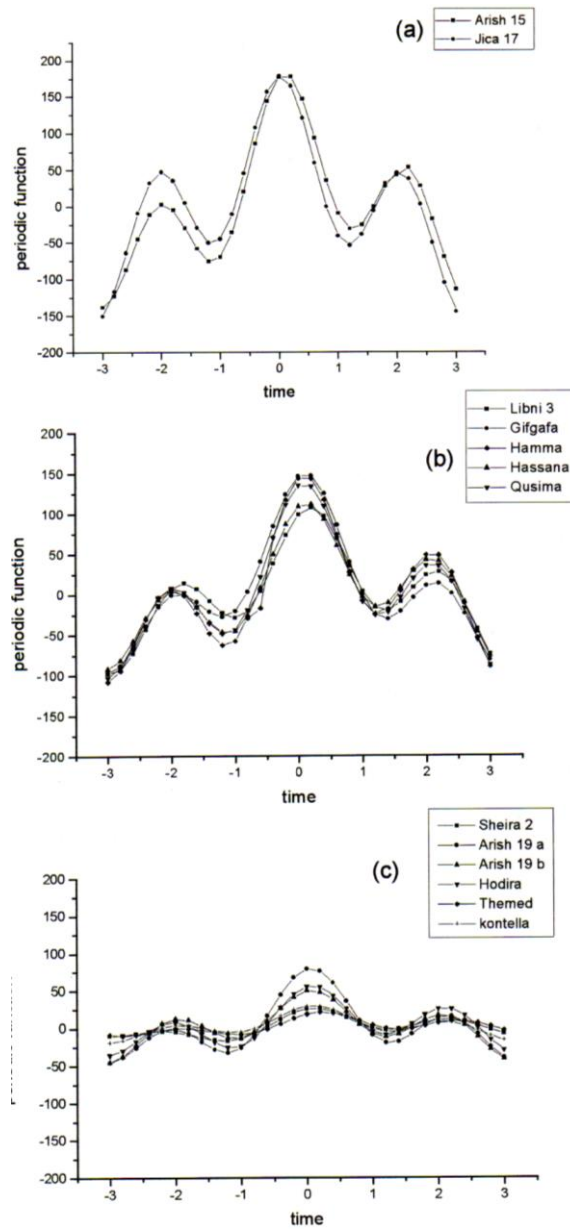 (a)
Arish 15
Jica 17
200
150
100
50
0
-50
-100
-150
-200
periodic function
-3 -2 -1 0 1 2 3
time
(b)
Libni 3
Gifgafa
Hamma
Hassana
Qusima
200
150
100
50
0
-50
-100
-150
-200
periodic function
-3 -2 -1 0 1 2 3
time
(c)
Sheira 2
Arish 19 a
Arish 19 b
Hodira
Themed
kontella
200
150
100
50
0
-50
-100
-150
-200
-3 -2 -1 0 1 2 3
time